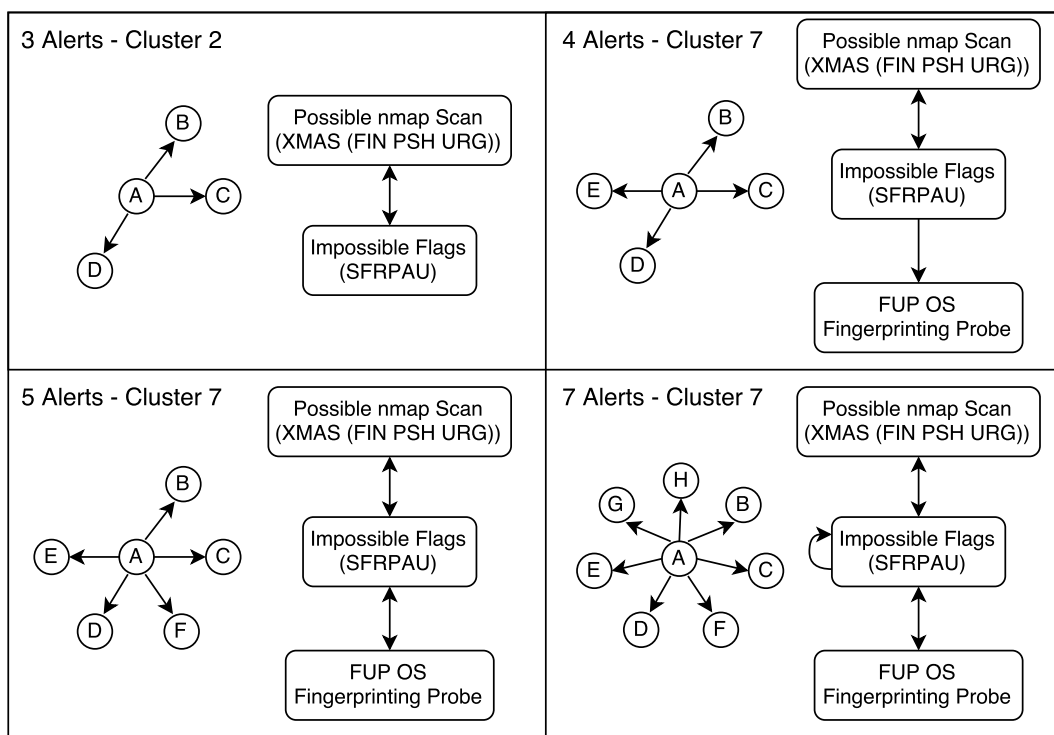 3 Alerts - Cluster 2
B
A
C
D
Possible nmap Scan
(XMAS (FIN PSH URG))
Impossible Flags
(SFRPAU)
4 Alerts - Cluster 7
B
E
A
C
D
Possible nmap Scan
(XMAS (FIN PSH URG))
Impossible Flags
(SFRPAU)
FUP OS
Fingerprinting Probe
5 Alerts - Cluster 7
B
E
A
C
D
F
Possible nmap Scan
(XMAS (FIN PSH URG))
Impossible Flags
(SFRPAU)
FUP OS
Fingerprinting Probe
7 Alerts - Cluster 7
H
G
B
E
A
C
D
F
Possible nmap Scan
(XMAS (FIN PSH URG))
Impossible Flags
(SFRPAU)
FUP OS
Fingerprinting Probe